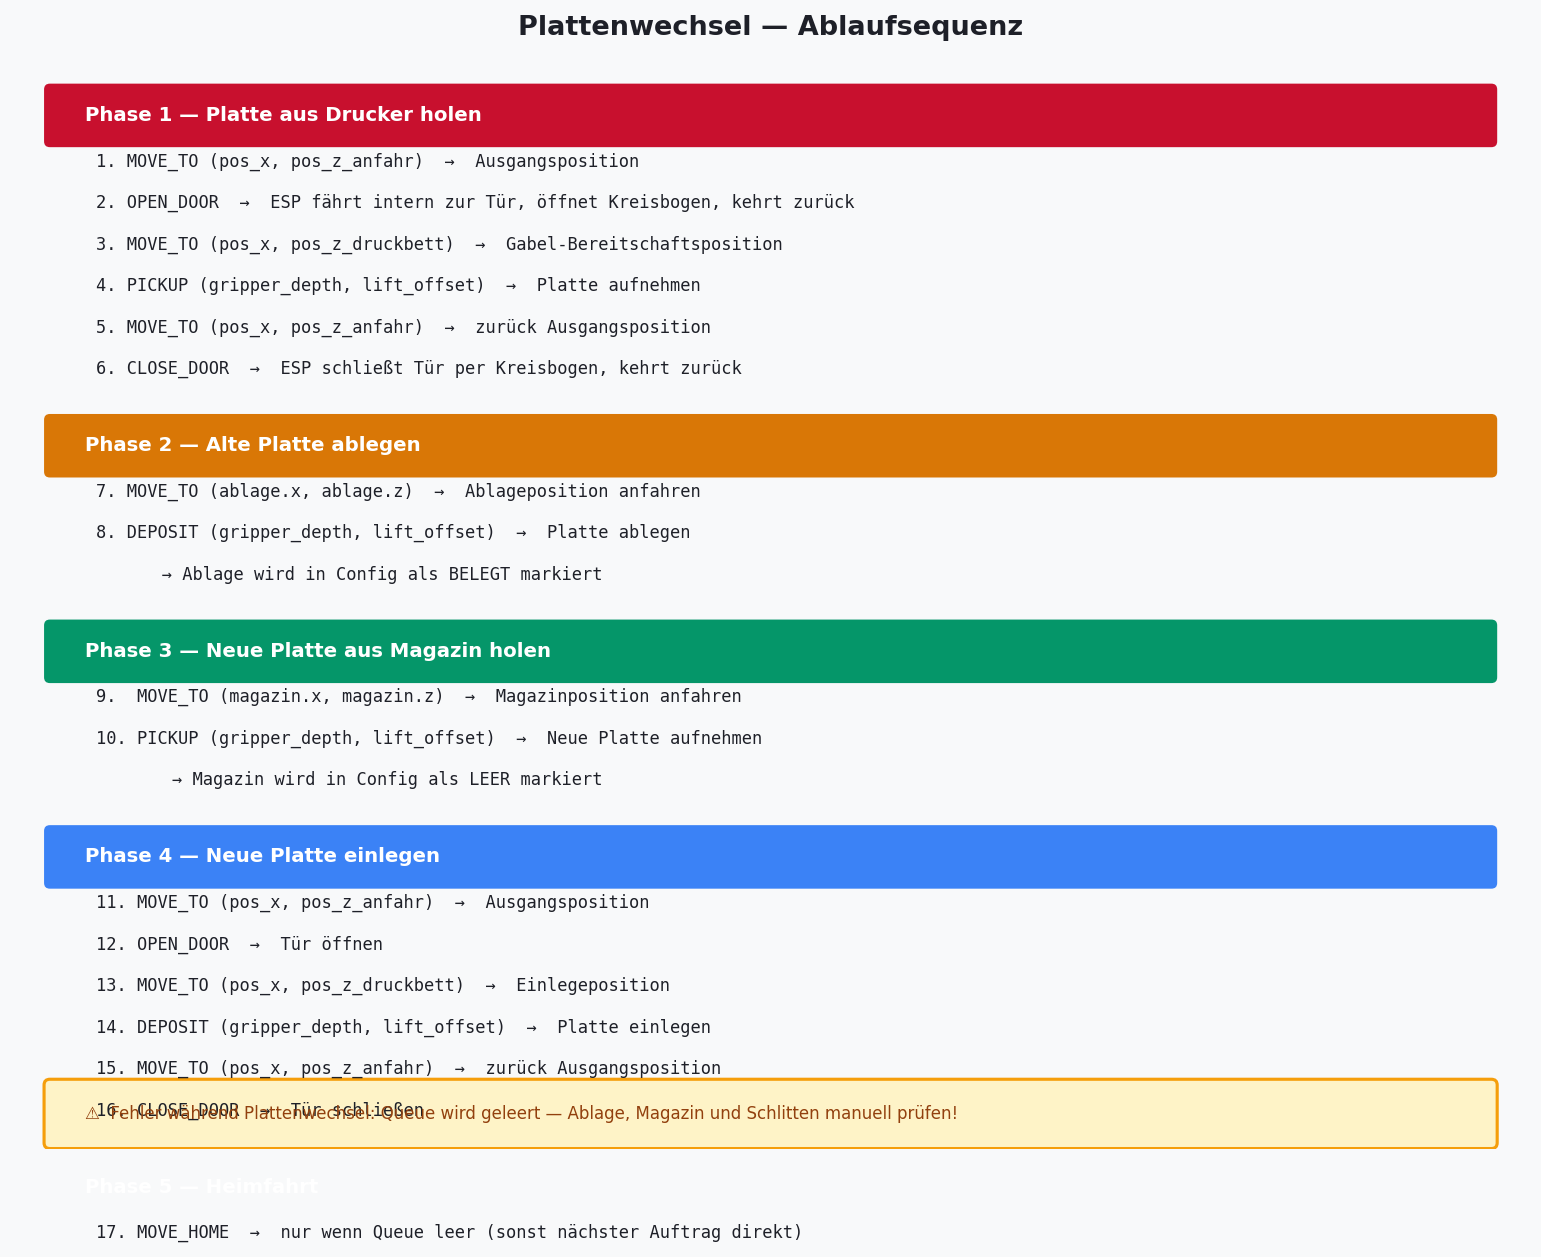 Plattenwechsel — Ablaufsequenz
Phase 1 — Platte aus Drucker holen
1. MOVE_TO (pos_x, pos_z_anfahr)  →  Ausgangsposition
2. OPEN_DOOR  →  ESP fährt intern zur Tür, öffnet Kreisbogen, kehrt zurück
3. MOVE_TO (pos_x, pos_z_druckbett)  →  Gabel-Bereitschaftsposition
4. PICKUP (gripper_depth, lift_offset)  →  Platte aufnehmen
5. MOVE_TO (pos_x, pos_z_anfahr)  →  zurück Ausgangsposition
6. CLOSE_DOOR  →  ESP schließt Tür per Kreisbogen, kehrt zurück
Phase 2 — Alte Platte ablegen
7. MOVE_TO (ablage.x, ablage.z)  →  Ablageposition anfahren
8. DEPOSIT (gripper_depth, lift_offset)  →  Platte ablegen
→ Ablage wird in Config als BELEGT markiert
Phase 3 — Neue Platte aus Magazin holen
9.  MOVE_TO (magazin.x, magazin.z)  →  Magazinposition anfahren
10. PICKUP (gripper_depth, lift_offset)  →  Neue Platte aufnehmen
→ Magazin wird in Config als LEER markiert
Phase 4 — Neue Platte einlegen
11. MOVE_TO (pos_x, pos_z_anfahr)  →  Ausgangsposition
12. OPEN_DOOR  →  Tür öffnen
13. MOVE_TO (pos_x, pos_z_druckbett)  →  Einlegeposition
14. DEPOSIT (gripper_depth, lift_offset)  →  Platte einlegen
15. MOVE_TO (pos_x, pos_z_anfahr)  →  zurück Ausgangsposition
16. CLOSE_DOOR  →  Tür schließen
⚠ Fehler während Plattenwechsel: Queue wird geleert — Ablage, Magazin und Schlitten manuell prüfen!
Phase 5 — Heimfahrt
17. MOVE_HOME  →  nur wenn Queue leer (sonst nächster Auftrag direkt)